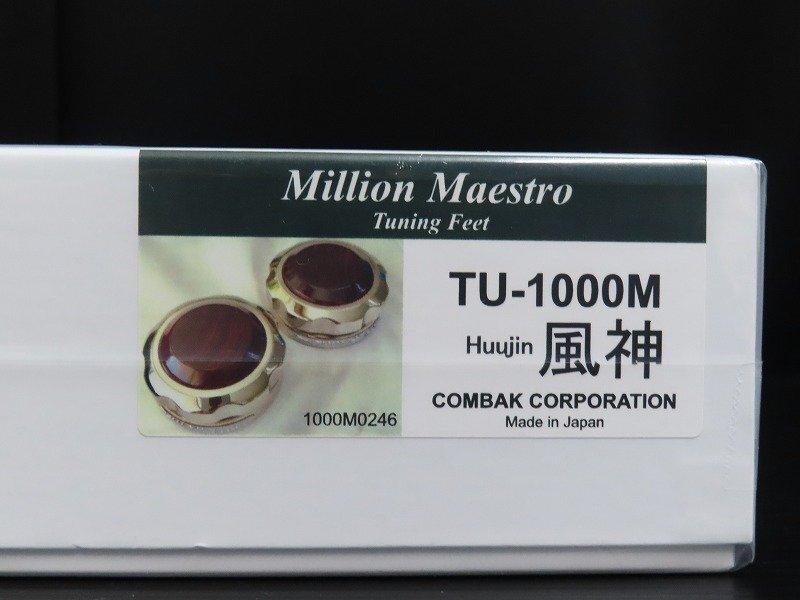 Million Maestro
Tuning Feet
TU-1000M
Huujin 風神
1000M0246
COMBAK CORPORATION
Made in Japan